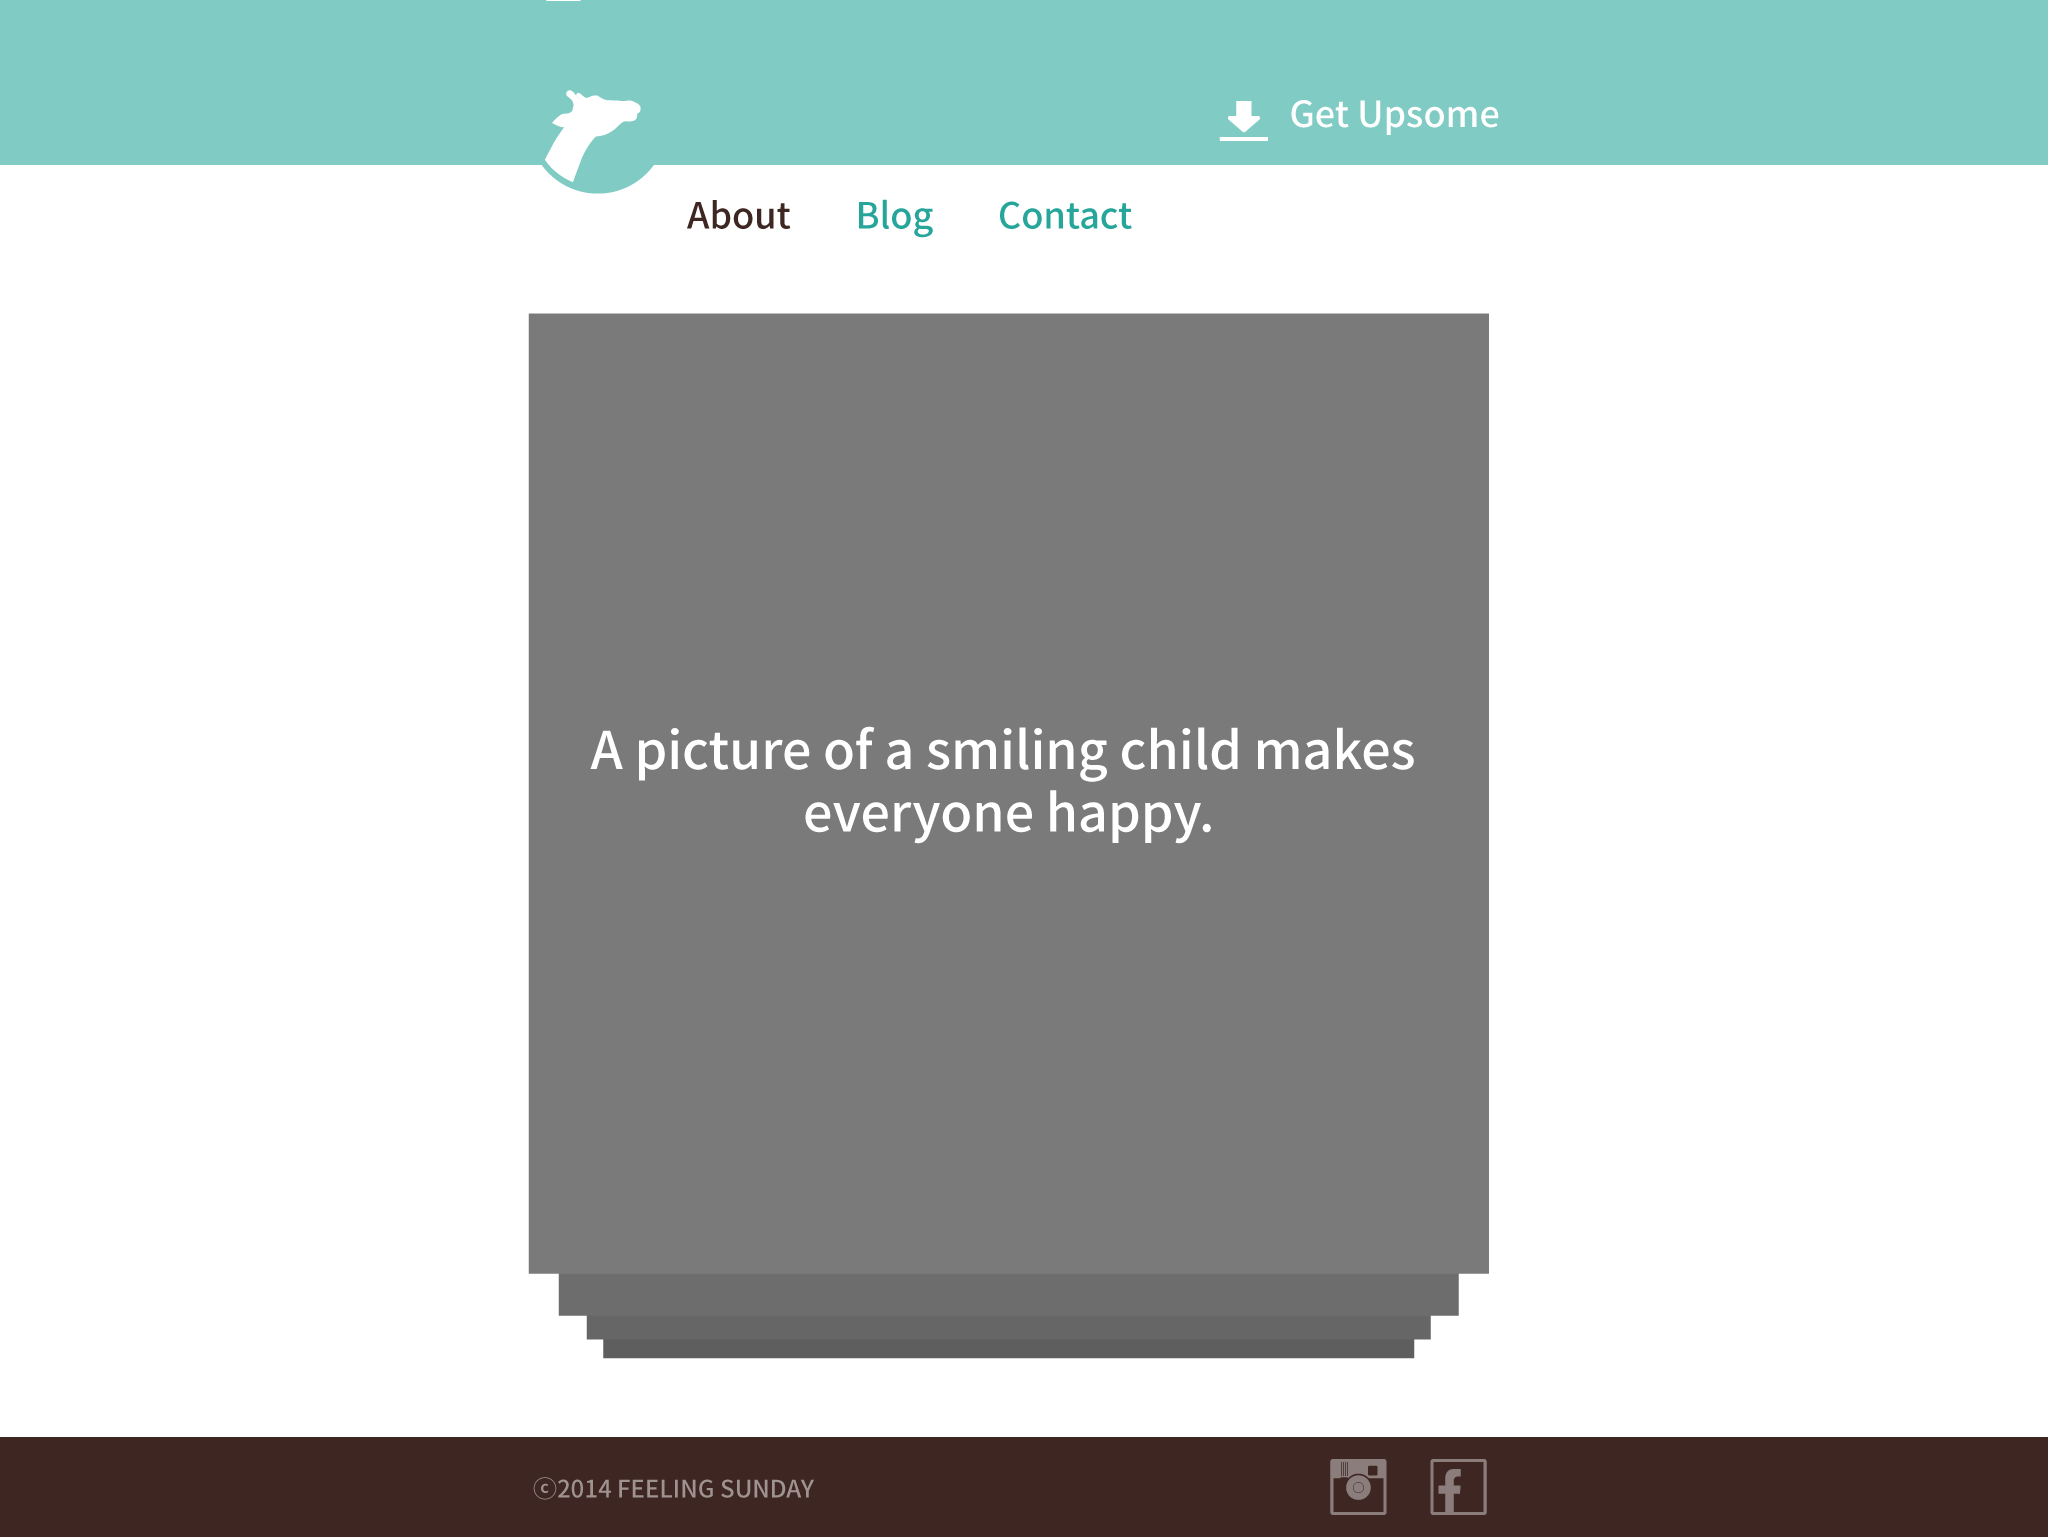 Get Upsome
About Blog Contact
A picture of a smiling child makes
everyone happy.
ⓒ2014 FEELING SUNDAY